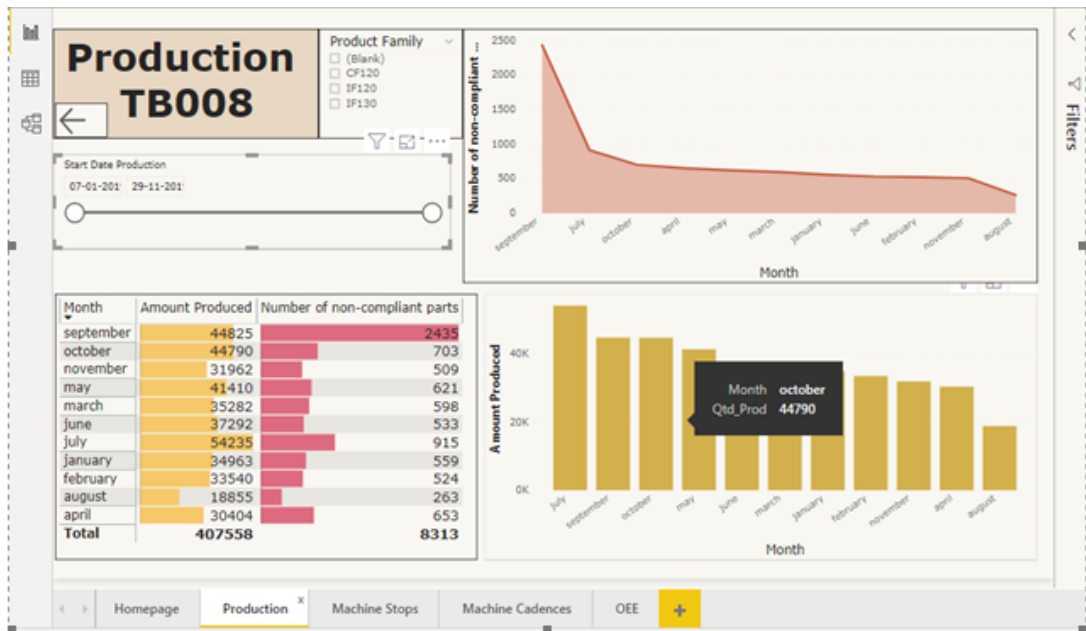 Production
TB008
Product Family
(Blank)
CF120
IF120
IF130
Start Date Production
07-01-201
29-11-201
Number of non-compliant ...
2500
2000
1500
1000
500
0
september
july
october
april
may
march
january
june
february
november
august
Month
Filters
Month Amount Produced Number of non-compliant parts
september 44825 2435
october 44790 703
november 31962 509
may 41410 621
march 35282 598
june 37292 533
july 54235 915
january 34963 559
february 33540 524
august 18855 263
april 30404 653
Total 407558 8313
Amount Produced
40K
20K
0K
Month october
Qtd_Prod 44790
july
september
october
may
june
march
january
february
november
april
august
Month
Homepage
Production x
Machine Stops
Machine Cadences
OEE
+